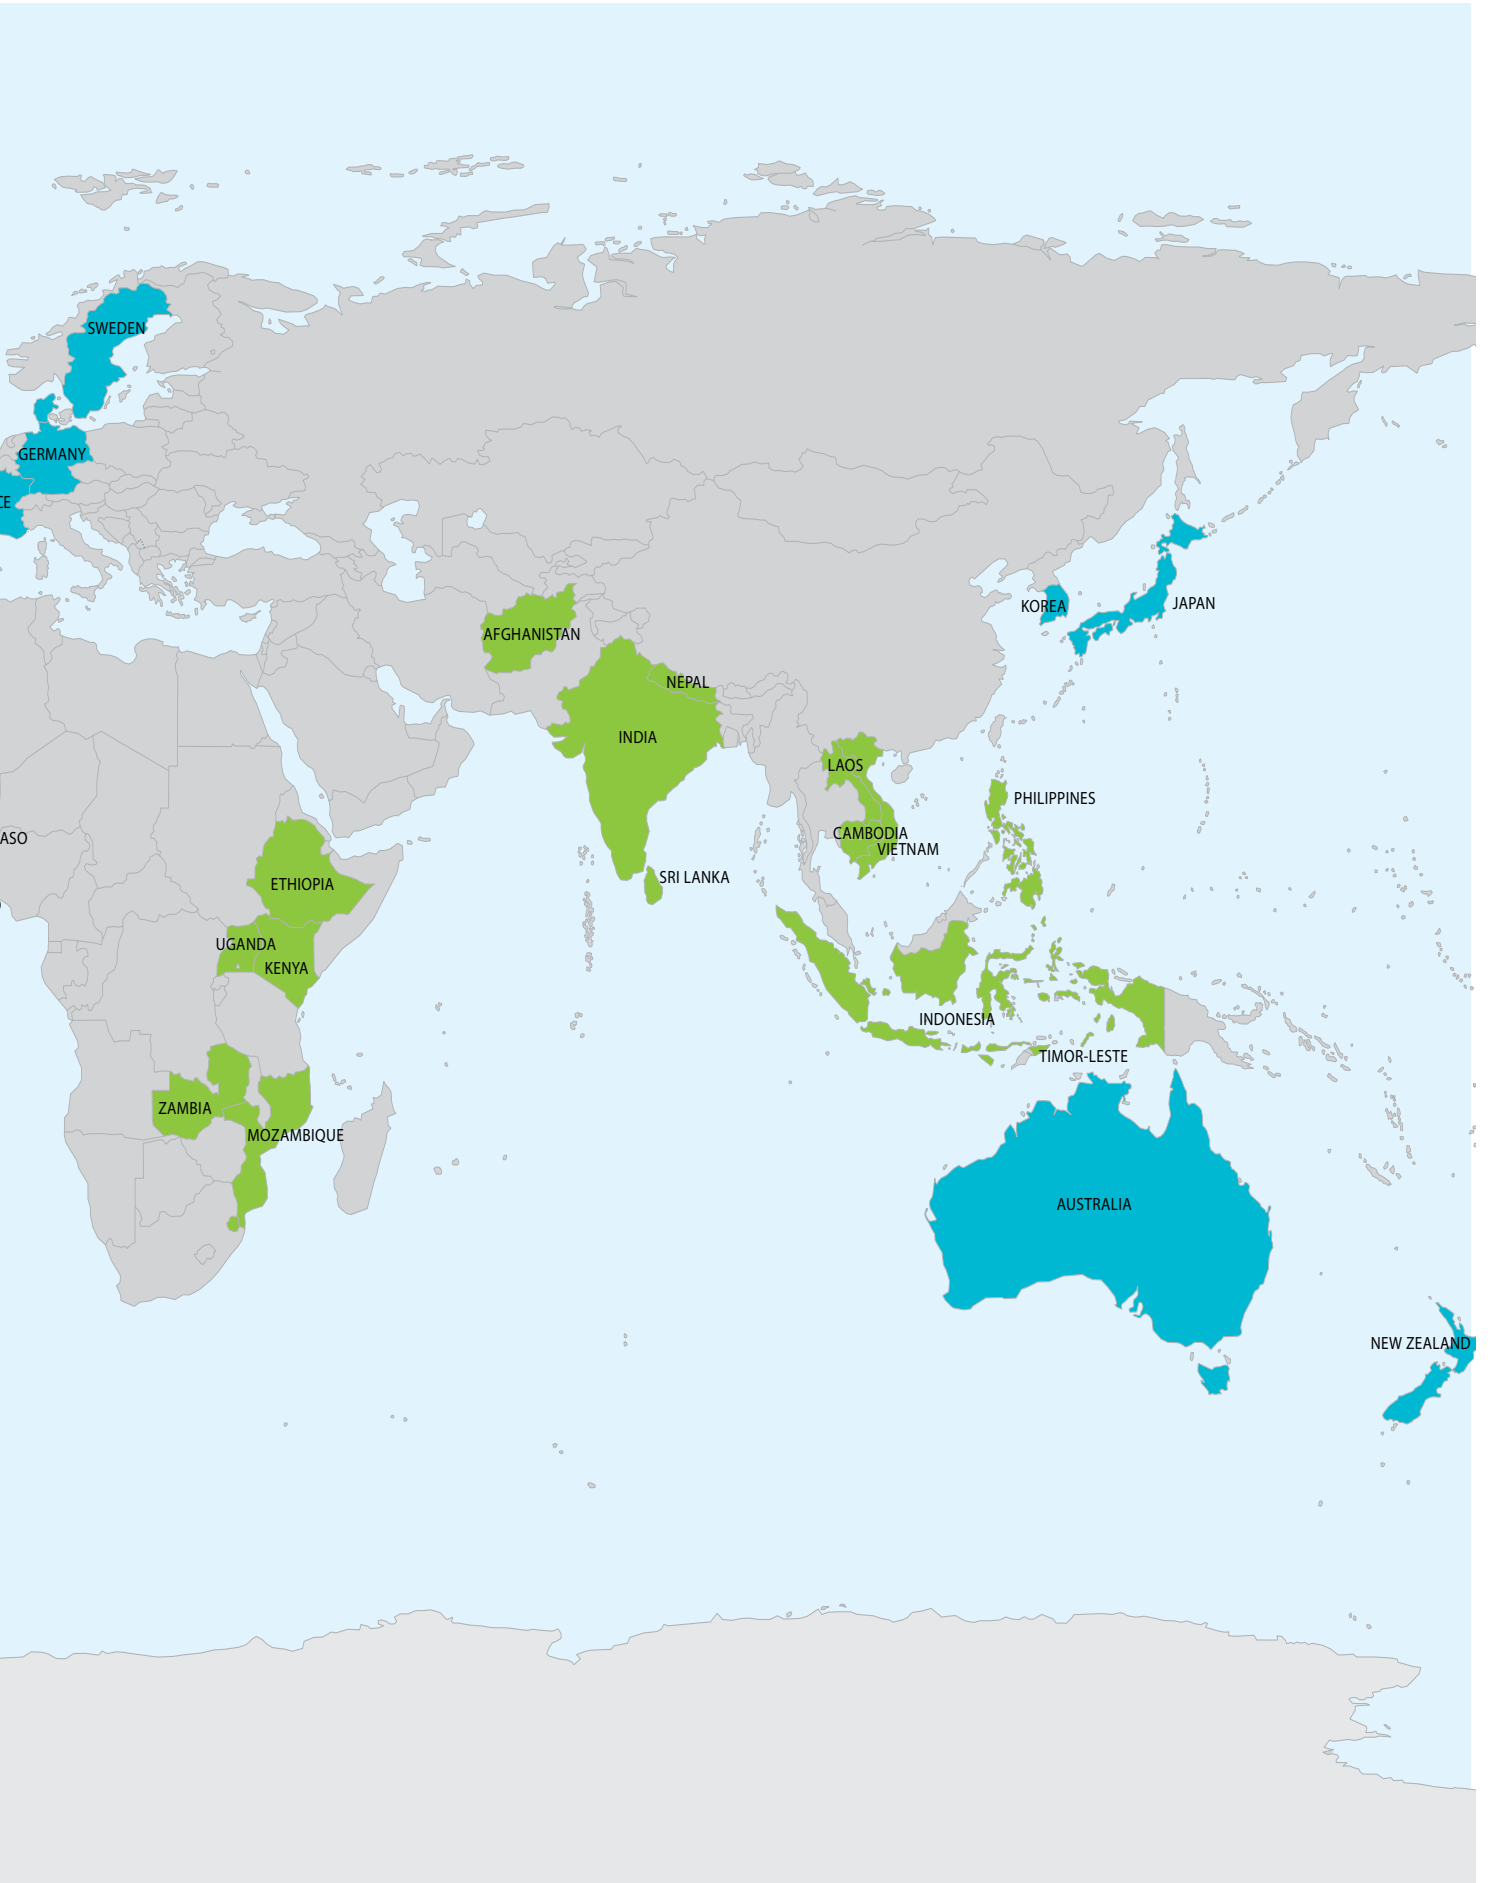 SWEDEN
GERMANY
CE
KOREA
JAPAN
AFGHANISTAN
NEPAL
INDIA
LAOS
PHILIPPINES
ASO
CAMBODIA
VIETNAM
SRI LANKA
ETHIOPIA
UGANDA
KENYA
INDONESIA
TIMOR-LESTE
ZAMBIA
MOZAMBIQUE
AUSTRALIA
NEW ZEALAND